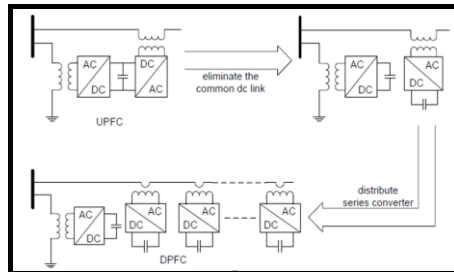 AC
DC
DC
AC
UPFC
eliminate the
common dc link
AC
DC
DC
AC
distribute
series converter
AC
DC
DC
AC
DC
AC
DC
AC
DPFC